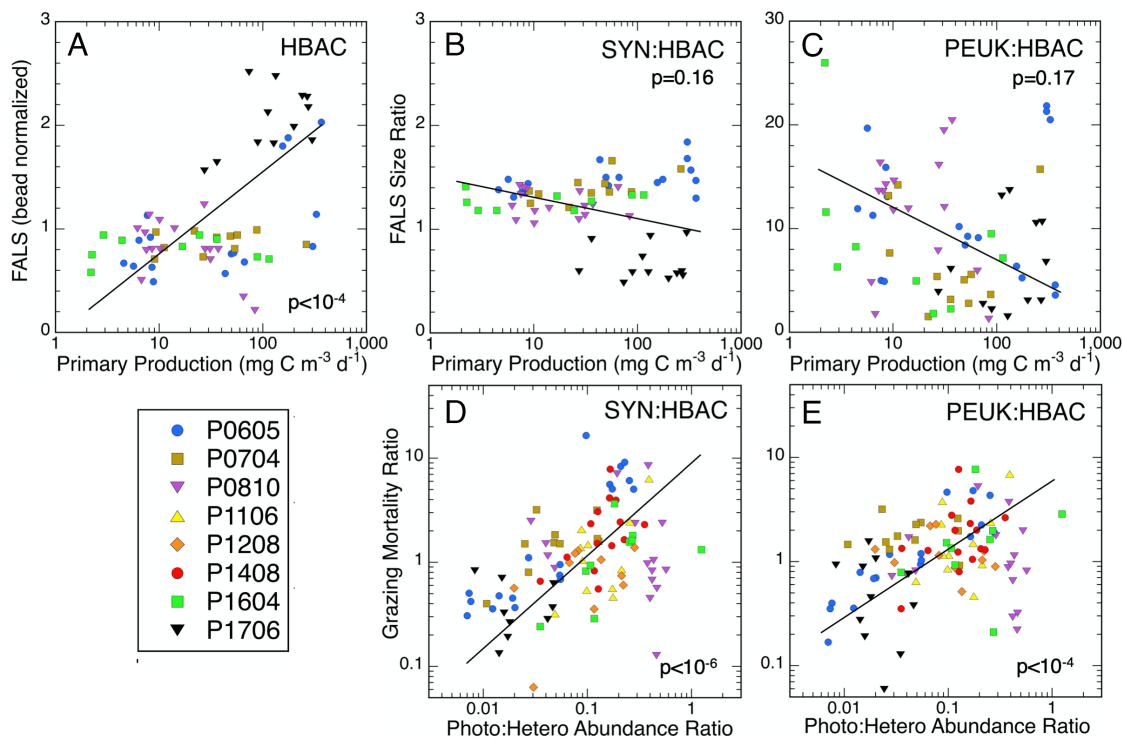 A
HBAC
FALS (bead normalized)
3
2
1
0
p<10-4
1
10
100
1,000
Primary Production (mg C m-3 d-1)
B
SYN:HBAC
p=0.16
FALS Size Ratio
3
2
1
0
1
10
100
1,000
Primary Production (mg C m-3 d-1)
C
PEUK:HBAC
p=0.17
30
20
10
0
1
10
100
1,000
Primary Production (mg C m-3 d-1)
P0605
P0704
P0810
P1106
P1208
P1408
P1604
P1706
D
SYN:HBAC
Grazing Mortality Ratio
10
1
0.1
p<10-6
0.01
0.1
1
Photo:Hetero Abundance Ratio
E
PEUK:HBAC
10
1
0.1
p<10-4
0.01
0.1
1
Photo:Hetero Abundance Ratio